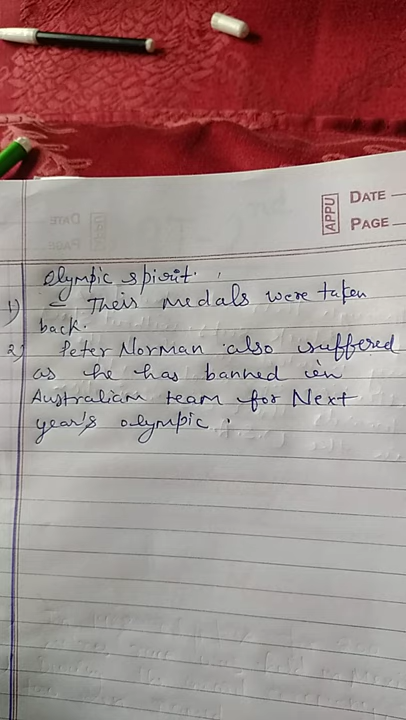 APPU
DATE
PAGE
Olympic spirit.
1) - Their medals were taken
back.
2) Peter Norman also suffered
as he has banned in
Australian team for Next
year's olympic.